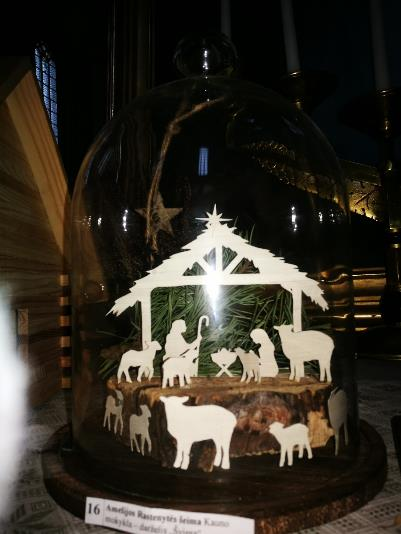 16 Amelijos Rastenytės šeima Kauno
mokykla – darželis